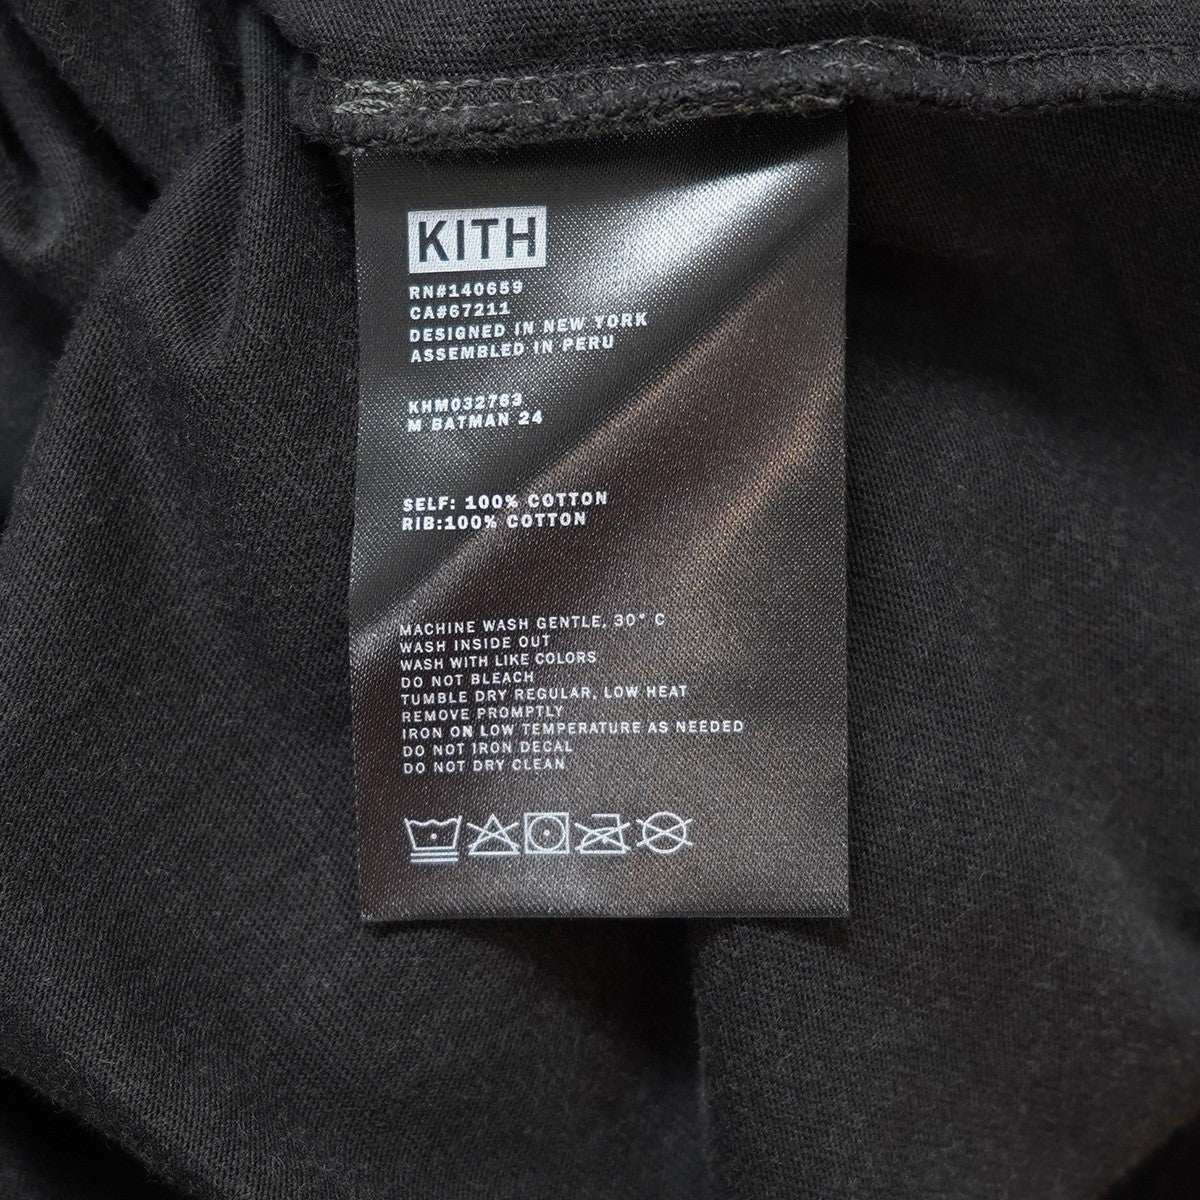 KITH
RN#140659
CA#67211
DESIGNED IN NEW YORK
ASSEMBLED IN PERU
KHM032763
M BATMAN 24
SELF: 100% COTTON
RIB:100% COTTON
MACHINE WASH GENTLE, 30° C
WASH INSIDE OUT
WASH WITH LIKE COLORS
DO NOT BLEACH
TUMBLE DRY REGULAR, LOW HEAT
REMOVE PROMPTLY
IRON ON LOW TEMPERATURE AS NEEDED
DO NOT IRON DECAL
DO NOT DRY CLEAN